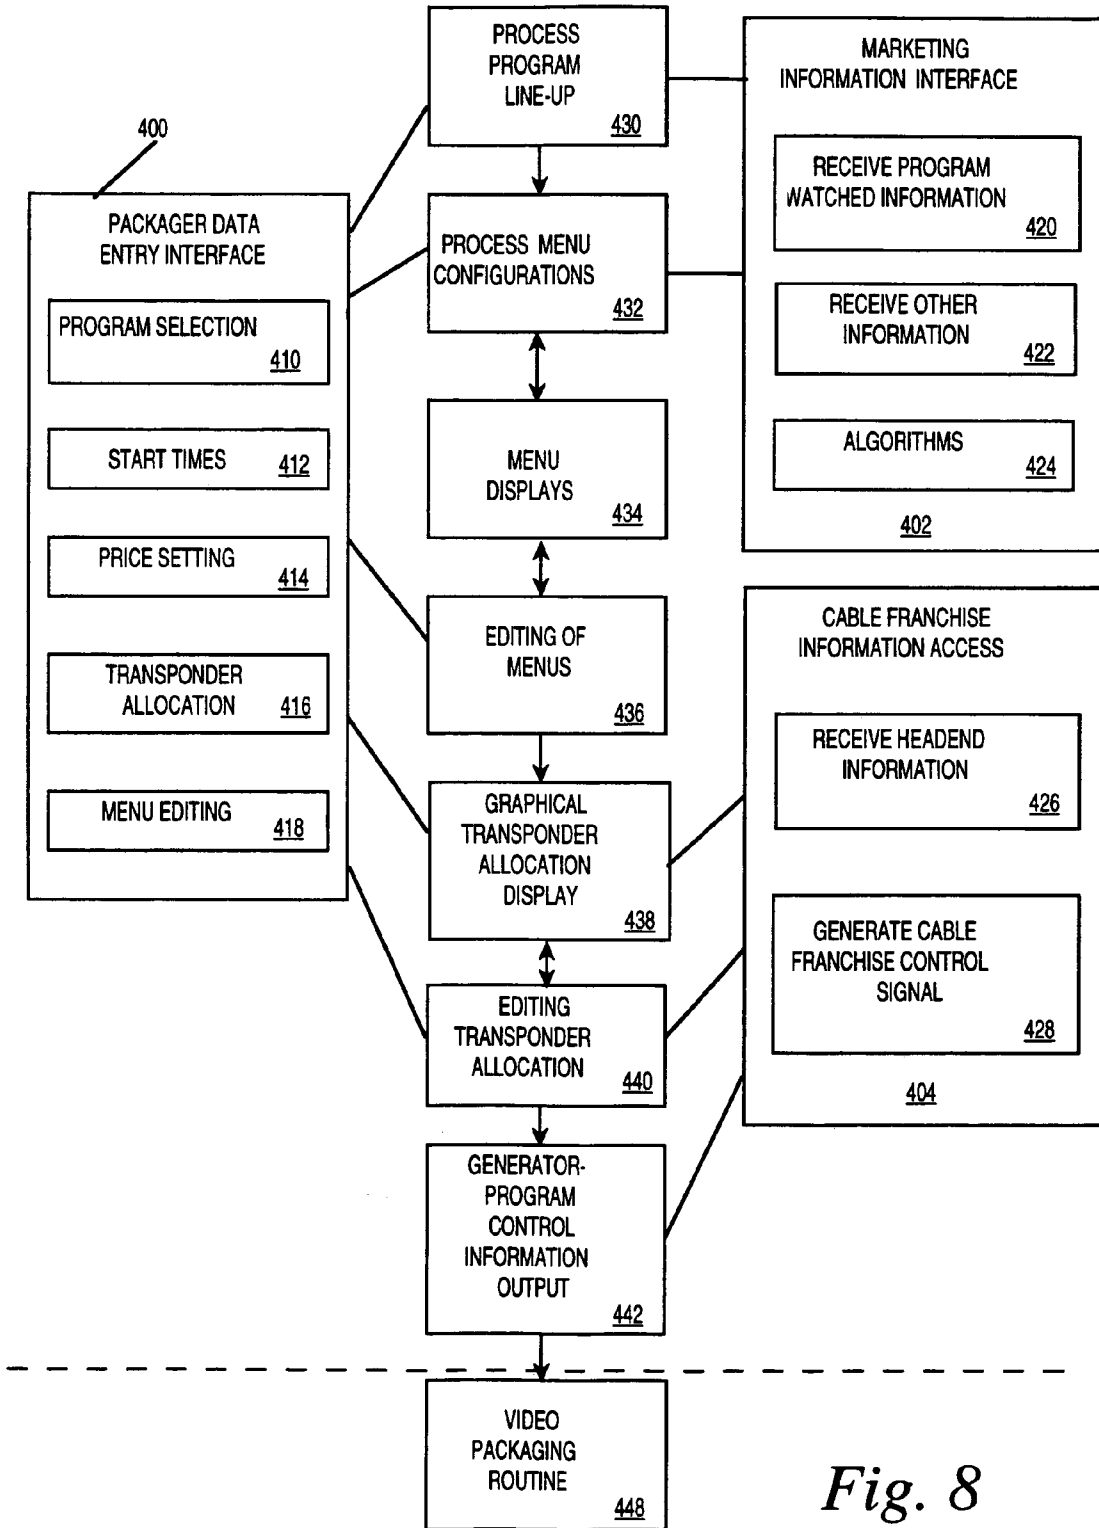 PROCESS
PROGRAM
LINE-UP
430
MARKETING
INFORMATION INTERFACE
RECEIVE PROGRAM
WATCHED INFORMATION
420
RECEIVE OTHER
INFORMATION
422
ALGORITHMS
424
402
400
PACKAGER DATA
ENTRY INTERFACE
PROGRAM SELECTION
410
START TIMES
412
PRICE SETTING
414
TRANSPONDER
ALLOCATION
416
MENU EDITING
418
PROCESS MENU
CONFIGURATIONS
432
MENU
DISPLAYS
434
EDITING OF
MENUS
436
GRAPHICAL
TRANSPONDER
ALLOCATION
DISPLAY
438
EDITING
TRANSPONDER
ALLOCATION
440
GENERATOR-
PROGRAM
CONTROL
INFORMATION
OUTPUT
442
CABLE FRANCHISE
INFORMATION ACCESS
RECEIVE HEADEND
INFORMATION
426
GENERATE CABLE
FRANCHISE CONTROL
SIGNAL
428
404
VIDEO
PACKAGING
ROUTINE
448
Fig. 8